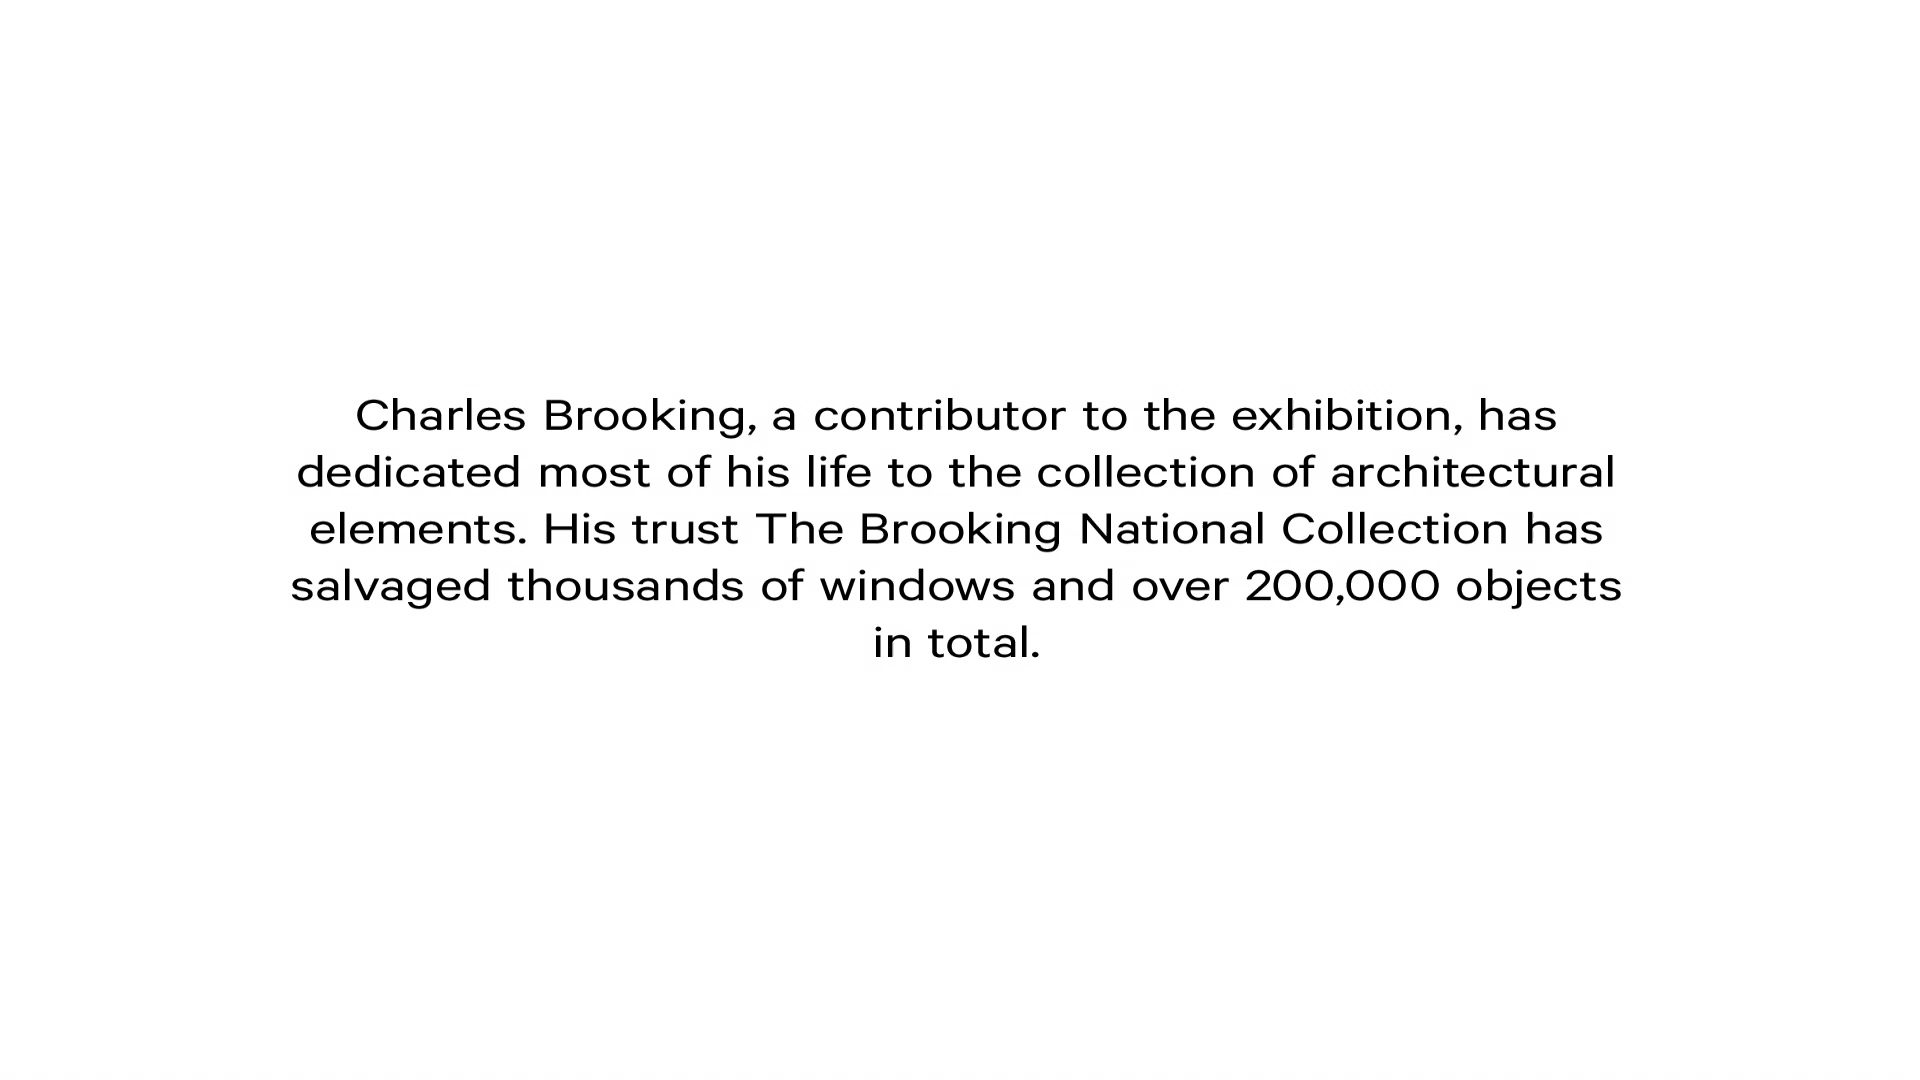 Charles Brooking, a contributor to the exhibition, has
dedicated most of his life to the collection of architectural
elements. His trust The Brooking National Collection has
salvaged thousands of windows and over 200,000 objects
in total.